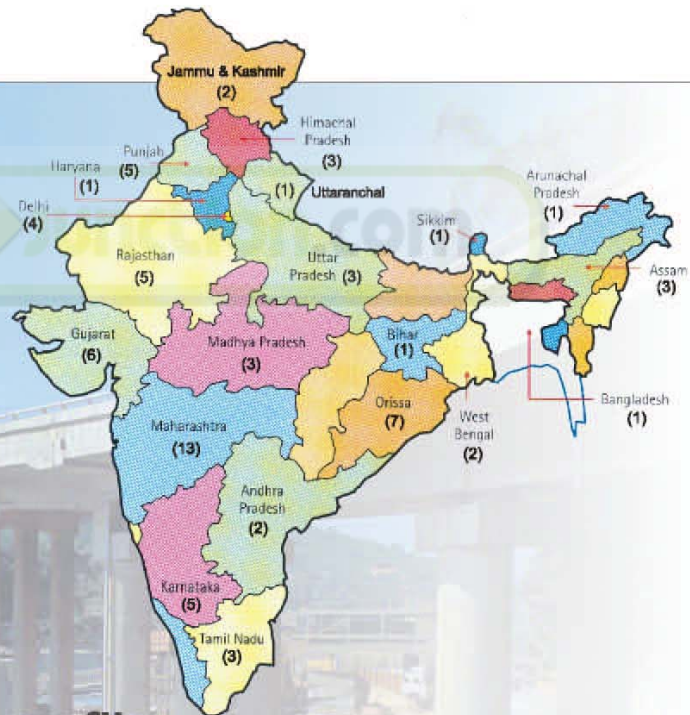 Jammu & Kashmir
(2)
Himachal
Pradesh
(3)
Punjab
(5)
Haryana
(1)
(1)
Uttaranchal
Delhi
(4)
Arunachal
Pradesh
(1)
Sikkim
(1)
Rajasthan
(5)
Uttar
Pradesh (3)
Assam
(3)
Gujarat
(6)
Madhya Pradesh
(3)
Bihar
(1)
Bangladesh
(1)
Orissa
(7)
West
Bengal
(2)
Maharashtra
(13)
Andhra
Pradesh
(2)
Karnataka
(5)
Tamil Nadu
(3)